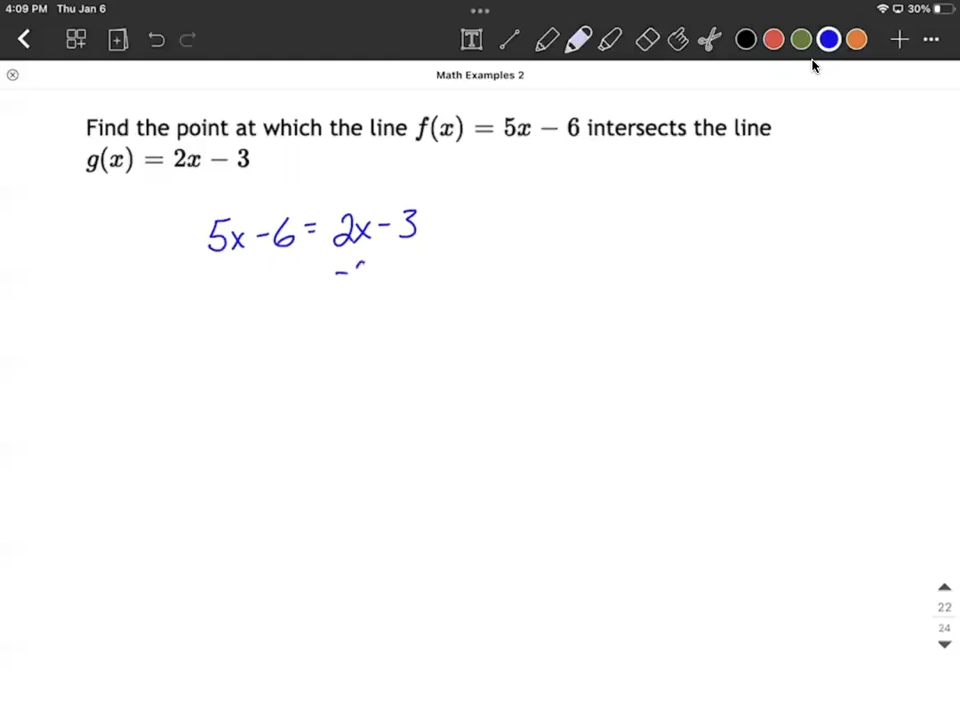 4:09 PM Thu Jan 6
30%
T
Math Examples 2
Find the point at which the line f(x) = 5x − 6 intersects the line
g(x) = 2x − 3
5x - 6 = 2x - 3
-
22
24